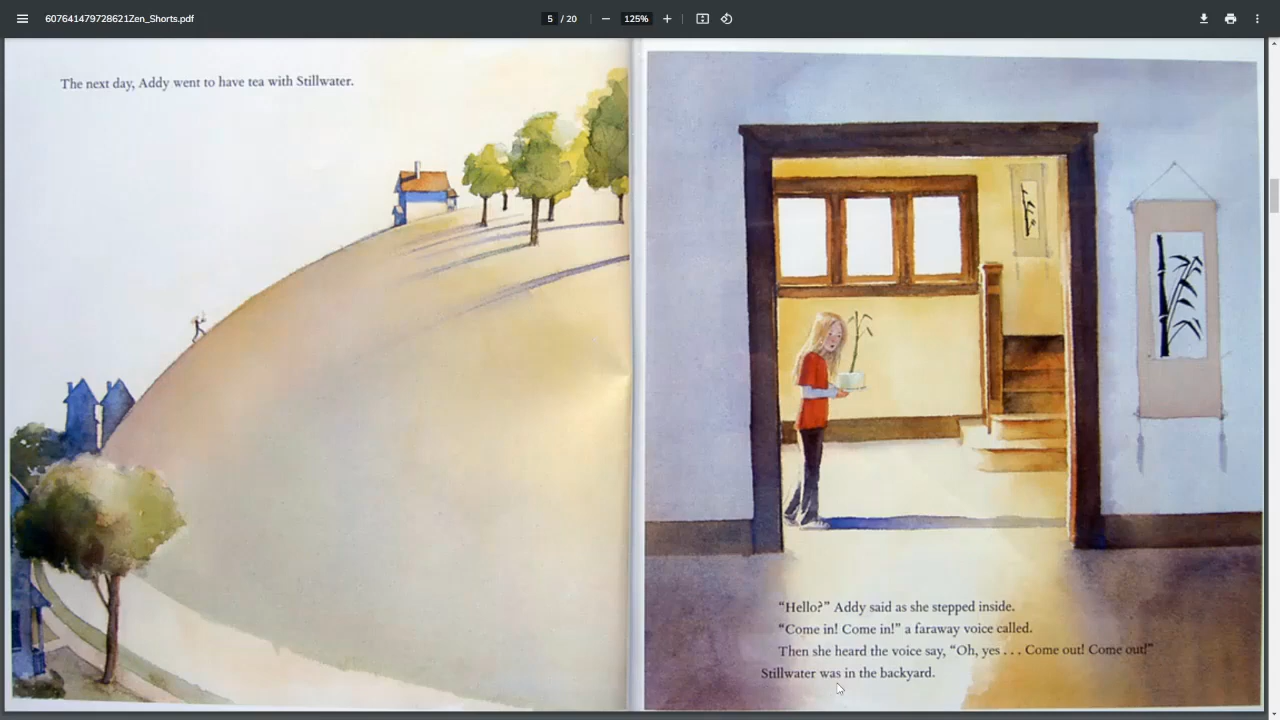 607641479728621Zen_Shorts.pdf
5 / 20
125%
The next day, Addy went to have tea with Stillwater.
“Hello?” Addy said as she stepped inside.
“Come in! Come in!” a faraway voice called.
Then she heard the voice say, “Oh, yes . . . Come out! Come out!”
Stillwater was in the backyard.